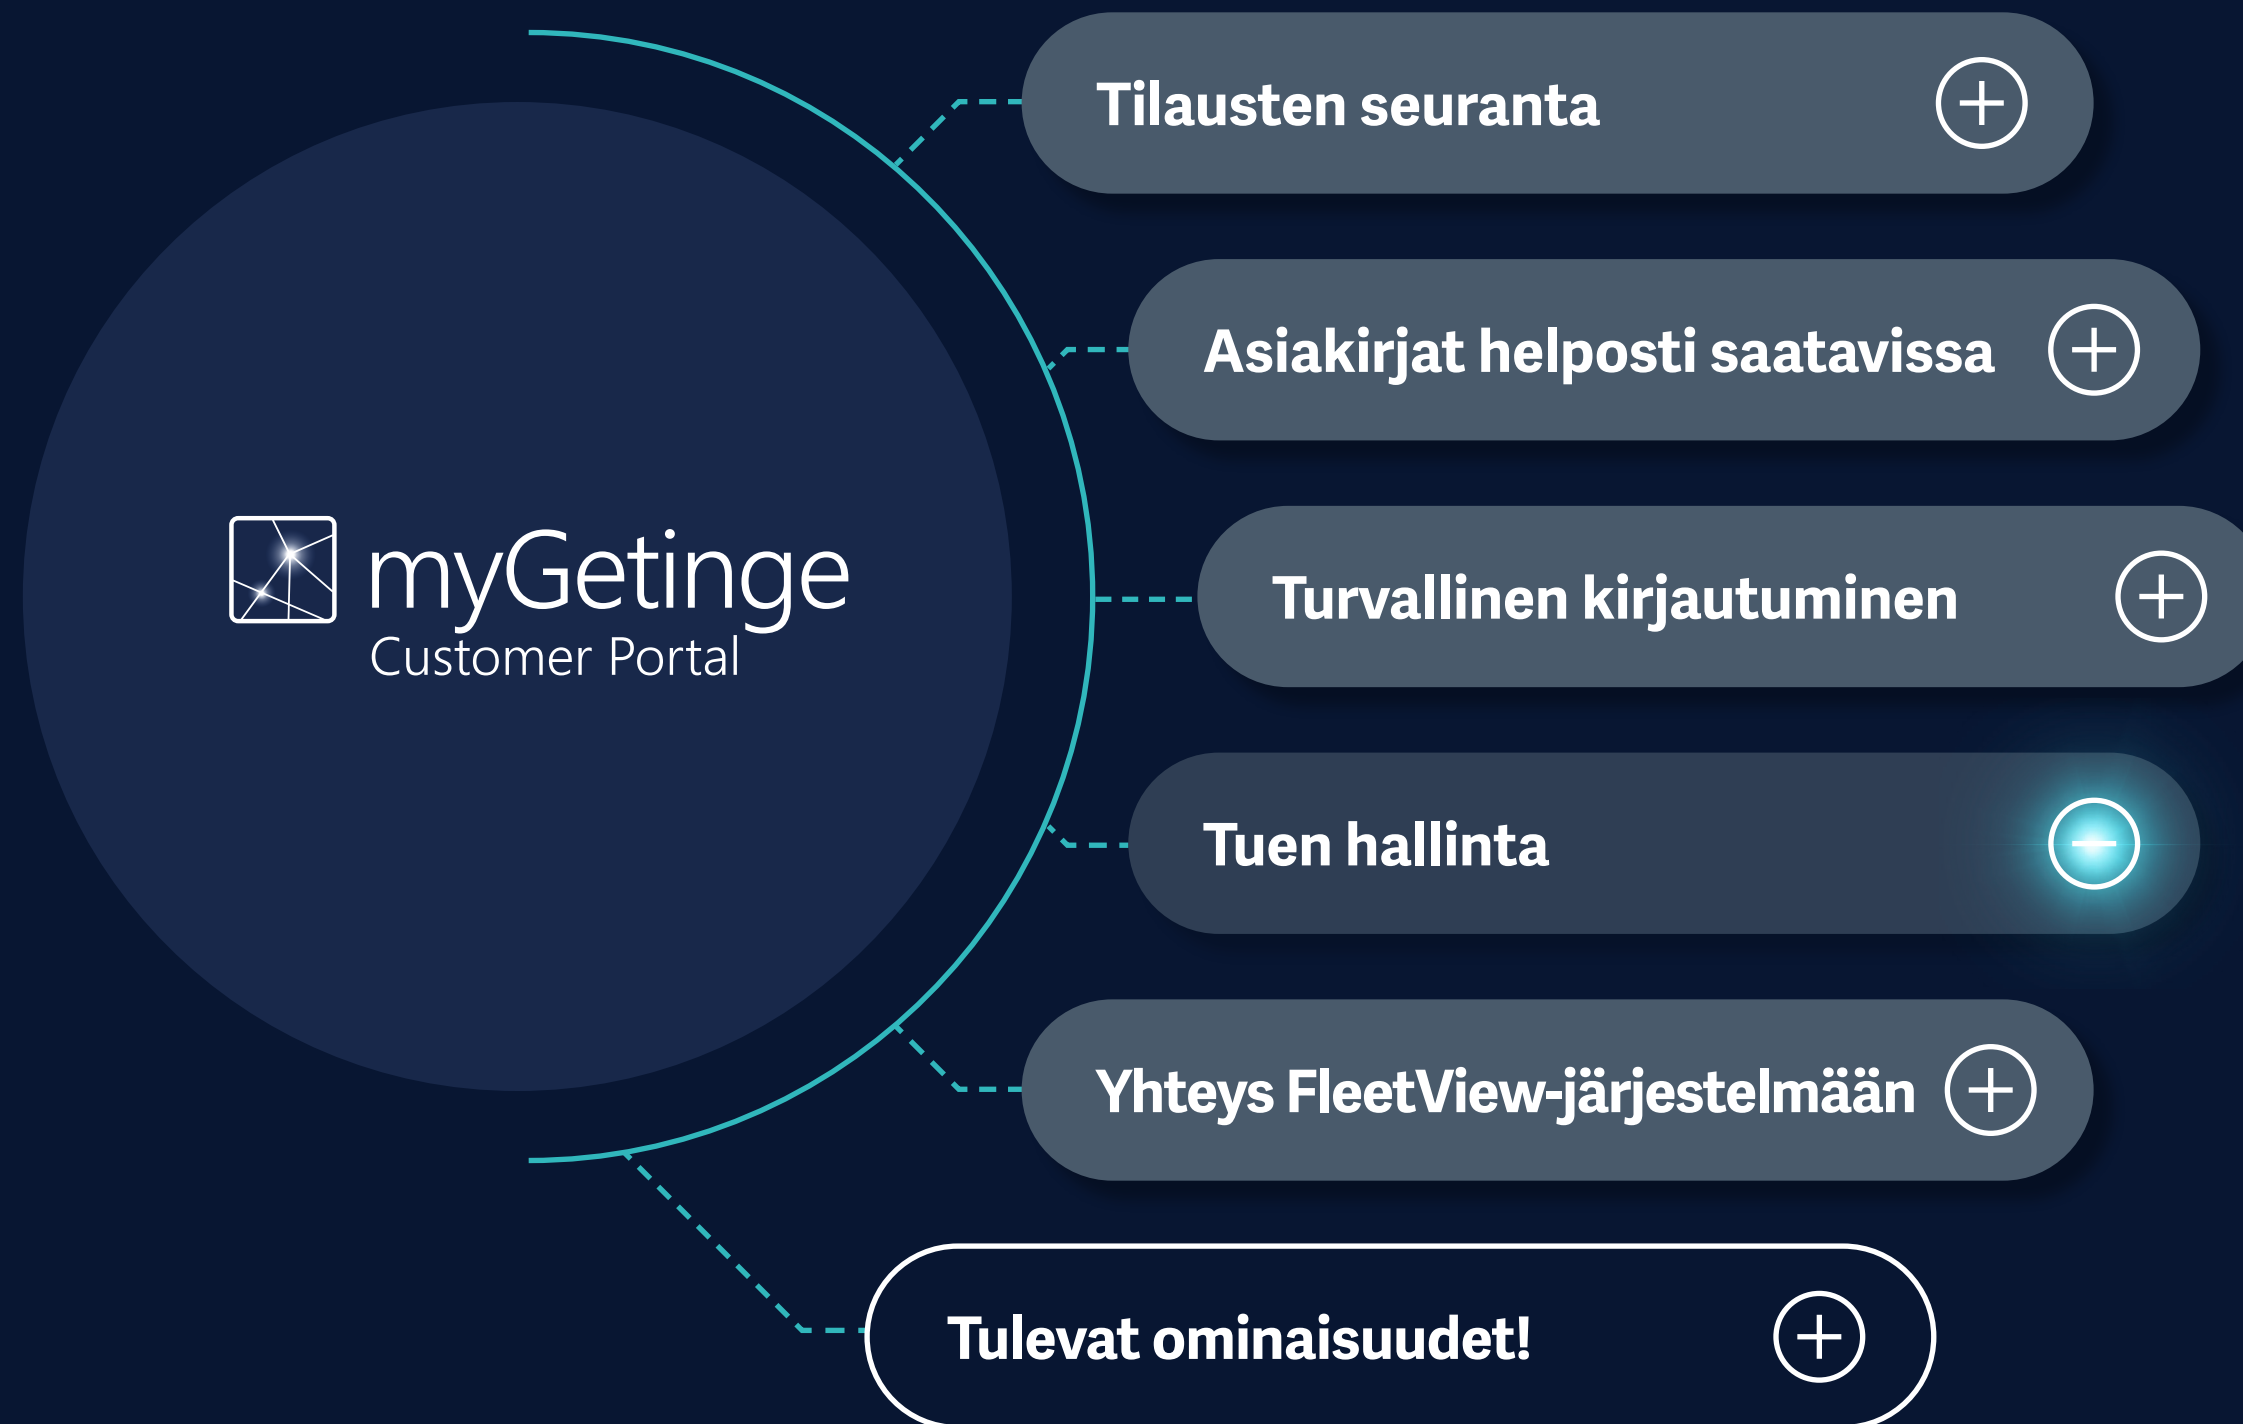 myGetinge
Customer Portal
Tilausten seuranta
Asiakirjat helposti saatavissa
Turvallinen kirjautuminen
Tuen hallinta
Yhteys FleetView-järjestelmään
Tulevat ominaisuudet!